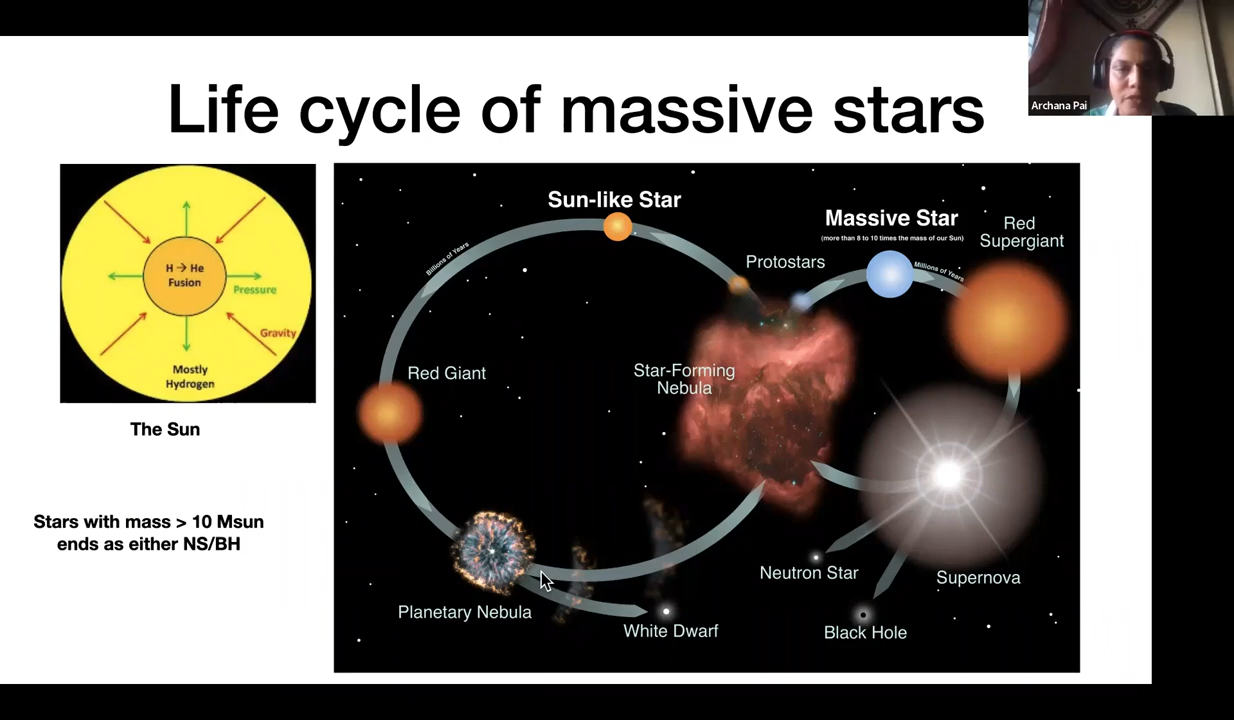 Archana Pai
Life cycle of massive stars
H → He
Fusion
Pressure
Gravity
Mostly
Hydrogen
The Sun
Stars with mass > 10 Msun
ends as either NS/BH
Sun-like Star
Billions of Years
Massive Star
(more than 8 to 10 times the mass of our Sun)
Millions of Years
Red
Supergiant
Protostars
Red Giant
Star-Forming
Nebula
Planetary Nebula
White Dwarf
Neutron Star
Supernova
Black Hole